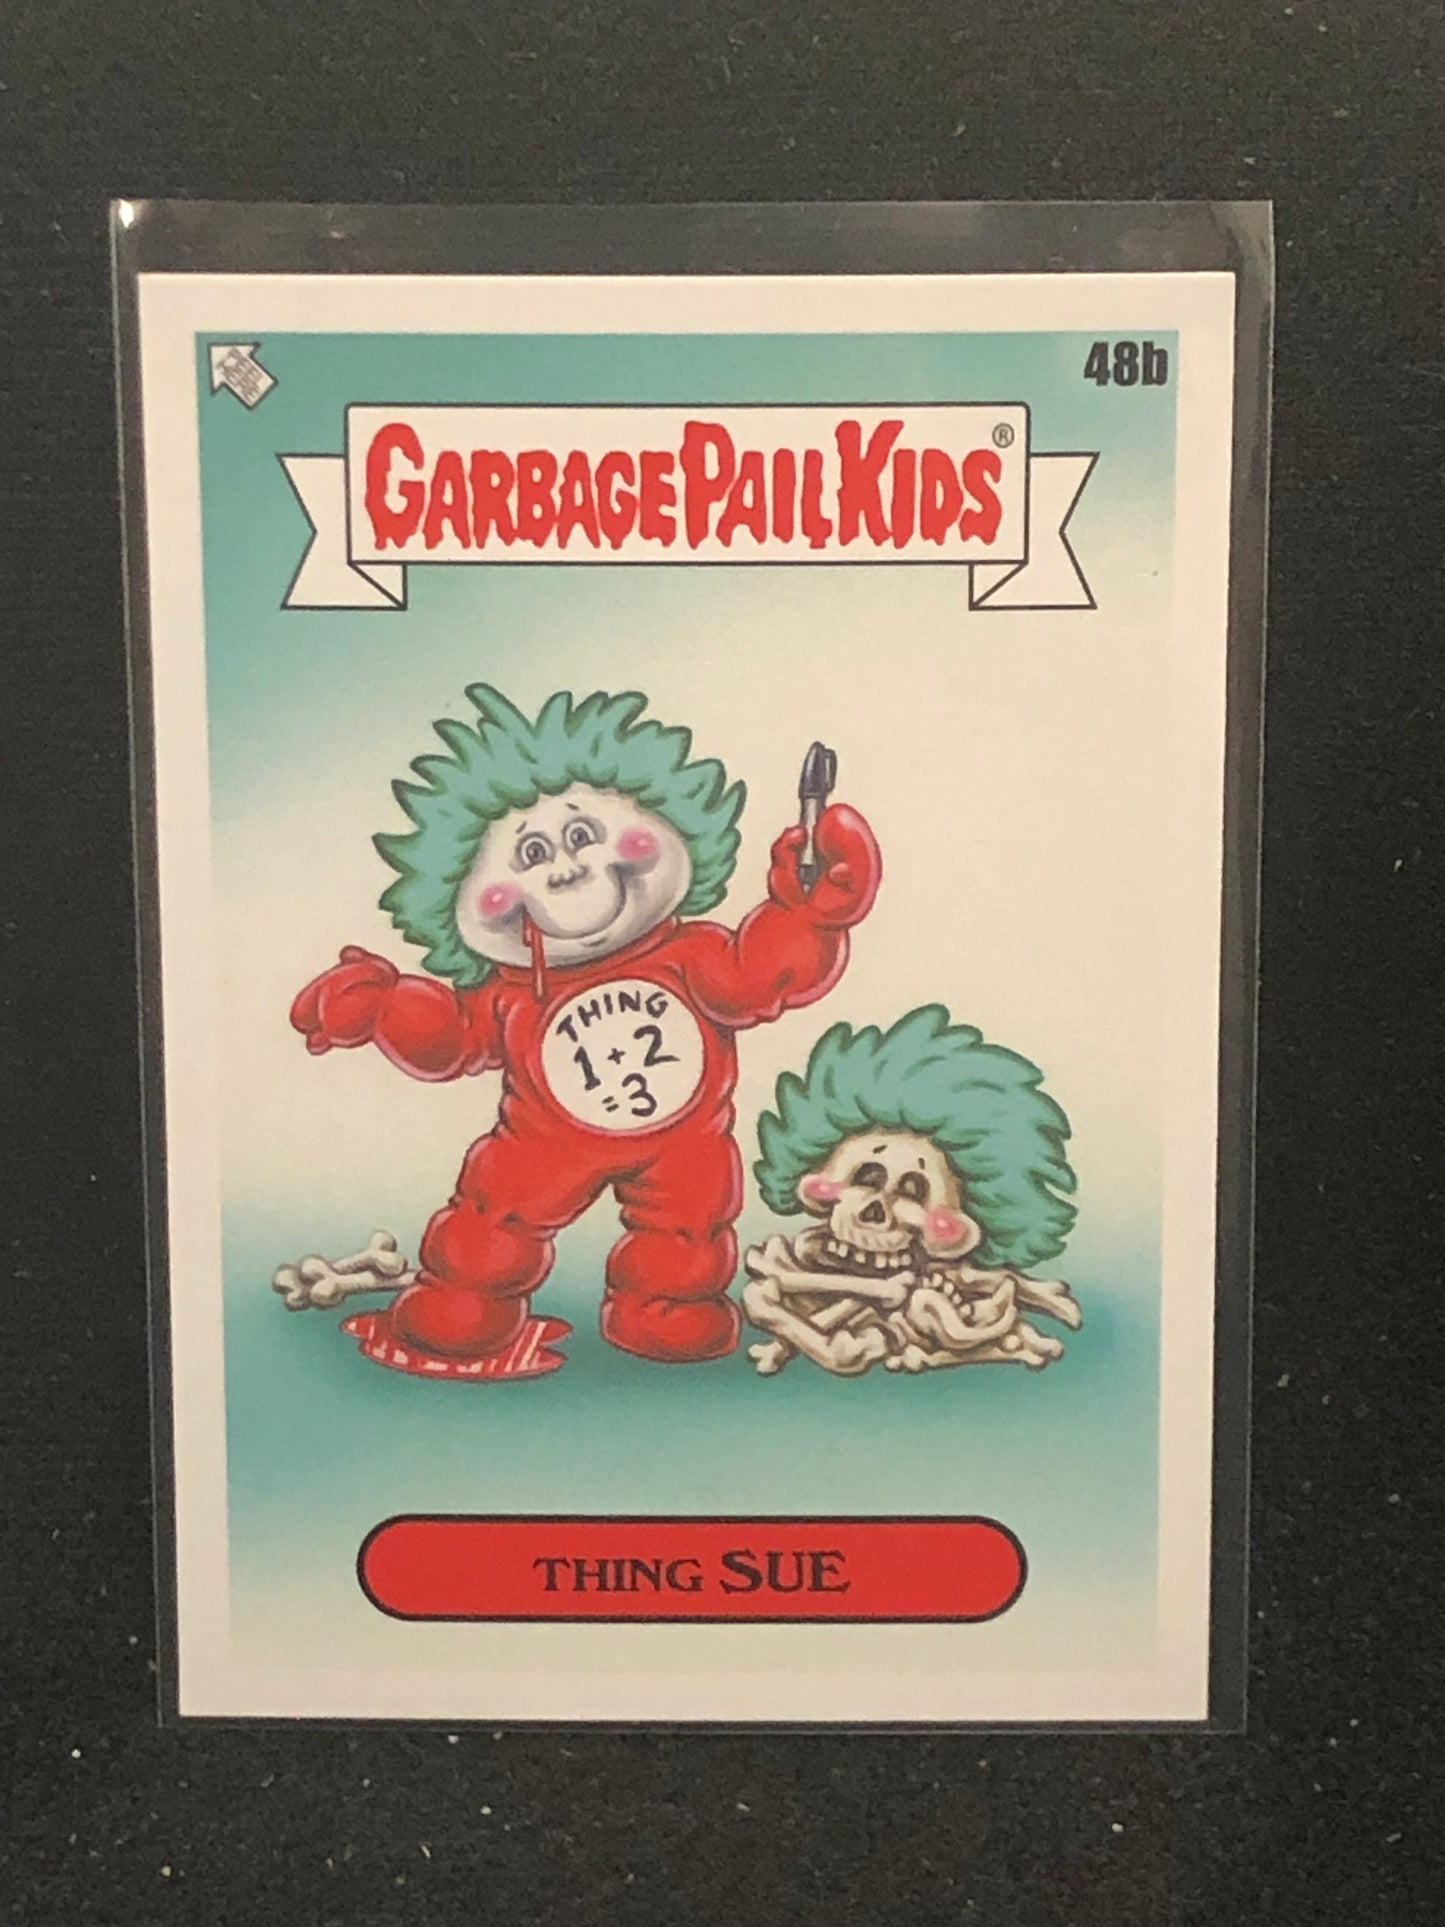 48b
GARBAGE PAIL KIDS®
THING
1+2
=3
THING SUE